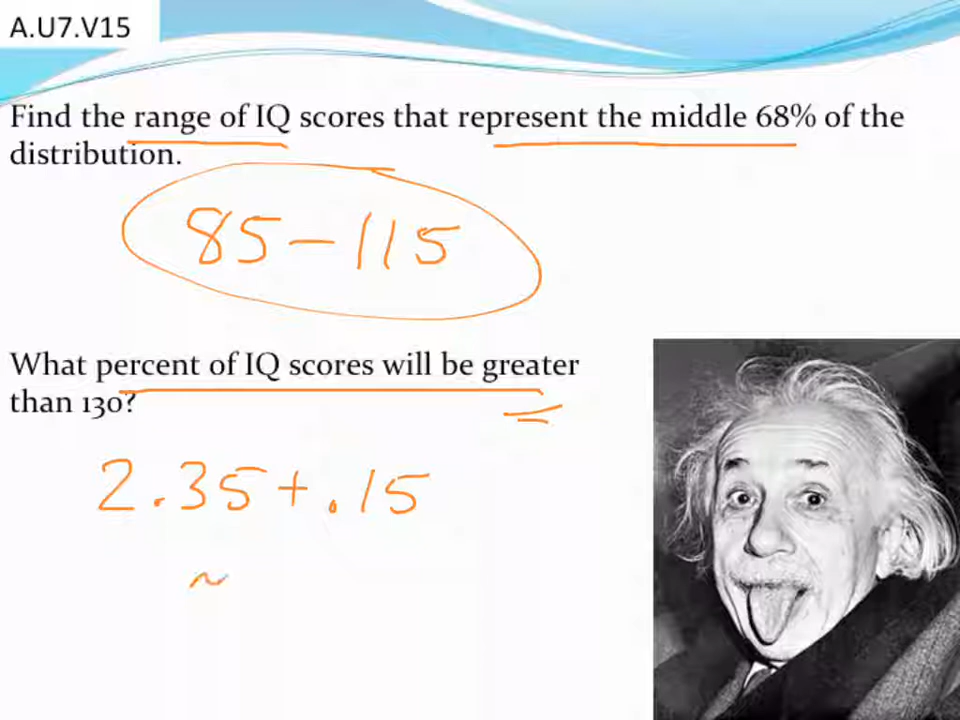 A.U7.V15
Find the range of IQ scores that represent the middle 68% of the
distribution.
85-115
What percent of IQ scores will be greater
than 130?
2.35+.15
~